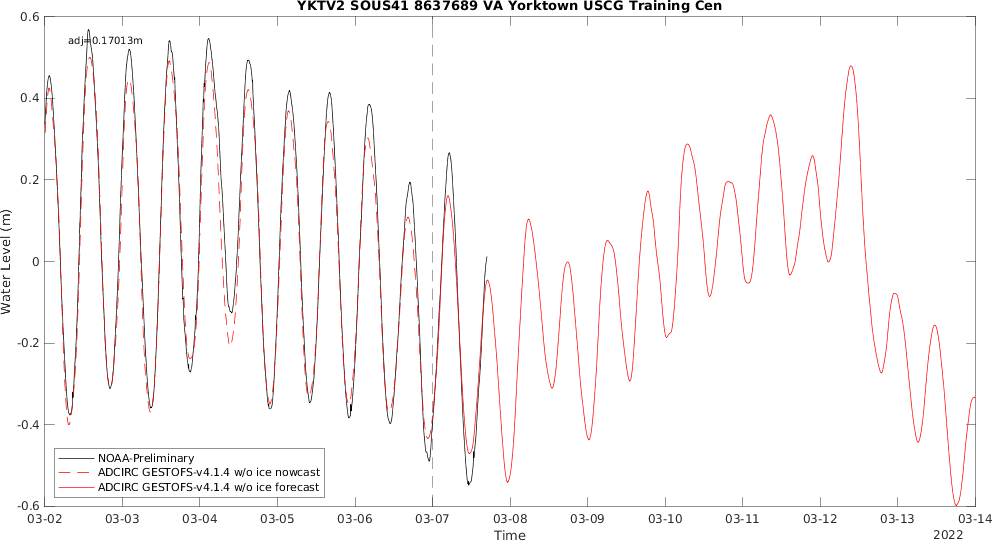 YKTV2 SOUS41 8637689 VA Yorktown USCG Training Cen
adj=0.17013m
0.6
0.4
0.2
0
-0.2
-0.4
-0.6
Water Level (m)
NOAA-Preliminary
ADCIRC GESTOFS-v4.1.4 w/o ice nowcast
ADCIRC GESTOFS-v4.1.4 w/o ice forecast
03-02 03-03 03-04 03-05 03-06 03-07 03-08 03-09 03-10 03-11 03-12 03-13 03-14
Time
2022